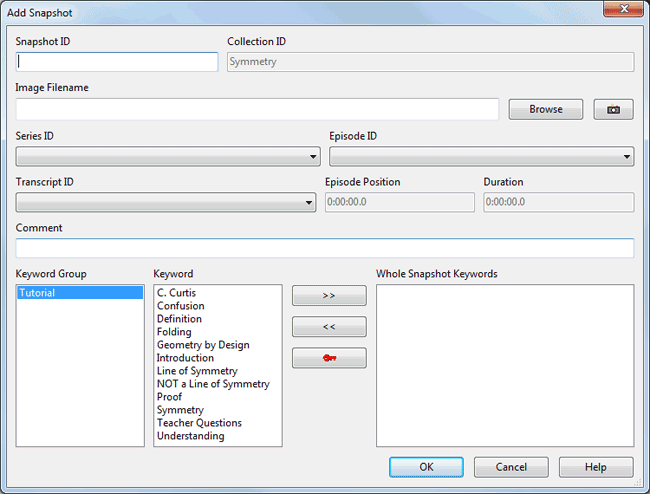 Add Snapshot
Snapshot ID Collection ID
Symmetry
Image Filename
Browse
Series ID Episode ID
Transcript ID Episode Position Duration
0:00:00.0 0:00:00.0
Comment
Keyword Group Keyword Whole Snapshot Keywords
Tutorial
C. Curtis
Confusion
Definition
Folding
Geometry by Design
Introduction
Line of Symmetry
NOT a Line of Symmetry
Proof
Symmetry
Teacher Questions
Understanding
>>
<<
OK Cancel Help